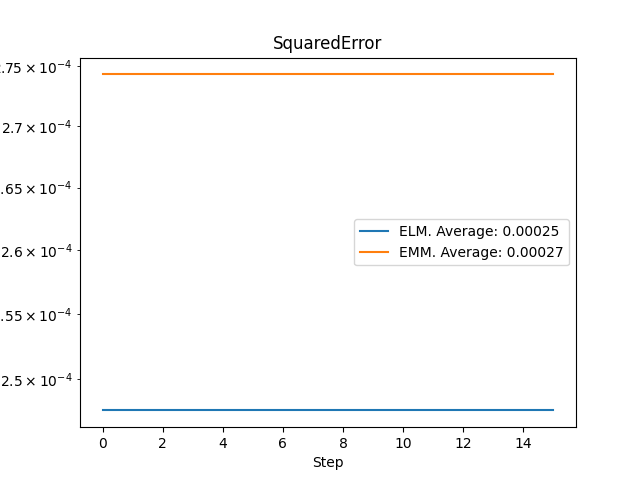 SquaredError
2.75 × 10⁻⁴
2.7 × 10⁻⁴
.65 × 10⁻⁴
2.6 × 10⁻⁴
.55 × 10⁻⁴
2.5 × 10⁻⁴
ELM. Average: 0.00025
EMM. Average: 0.00027
0 2 4 6 8 10 12 14
Step